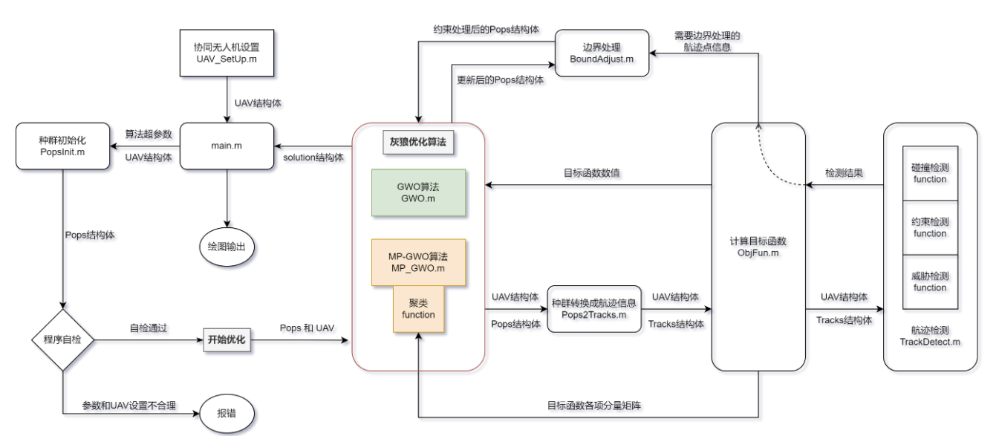 协同无人机设置
UAV_SetUp.m
UAV结构体
约束处理后的Pops结构体
更新后的Pops结构体
边界处理
BoundAdjust.m
需要边界处理的
航迹点信息
种群初始化
PopsInit.m
算法超参数
UAV结构体
main.m
solution结构体
灰狼优化算法
GWO算法
GWO.m
MP-GWO算法
MP_GWO.m
聚类
function
目标函数数值
检测结果
碰撞检测
function
约束检测
function
威胁检测
function
航迹检测
TrackDetect.m
Pops结构体
绘图输出
计算目标函数
ObjFun.m
UAV结构体
Pops结构体
种群转换成航迹信息
Pops2Tracks.m
UAV结构体
Tracks结构体
UAV结构体
Tracks结构体
程序自检
自检通过
开始优化
Pops 和 UAV
参数和UAV设置不合理
报错
目标函数各项分量矩阵